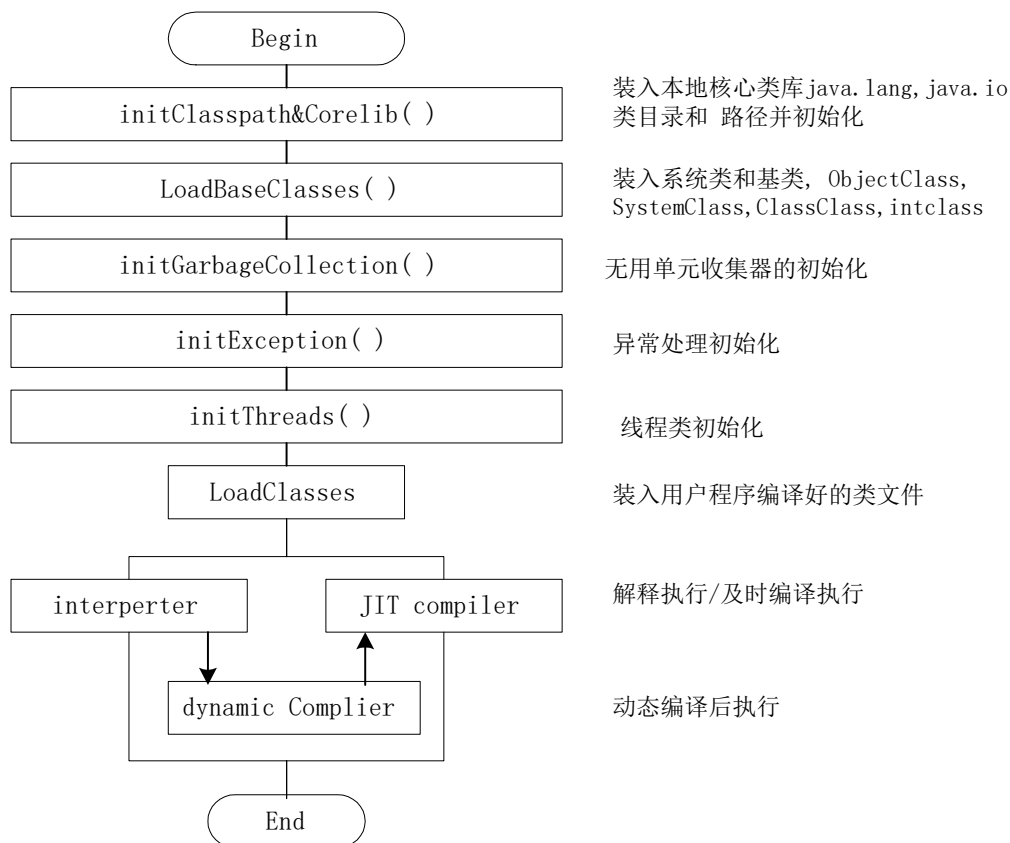 Begin
initClasspath&Corelib( )
装入本地核心类库java.lang,java.io
类目录和 路径并初始化
LoadBaseClasses( )
装入系统类和基类, ObjectClass,
SystemClass,ClassClass,intclass
initGarbageCollection( )
无用单元收集器的初始化
initException( )
异常处理初始化
initThreads( )
线程类初始化
LoadClasses
装入用户程序编译好的类文件
interperter
JIT compiler
解释执行/及时编译执行
dynamic Complier
动态编译后执行
End